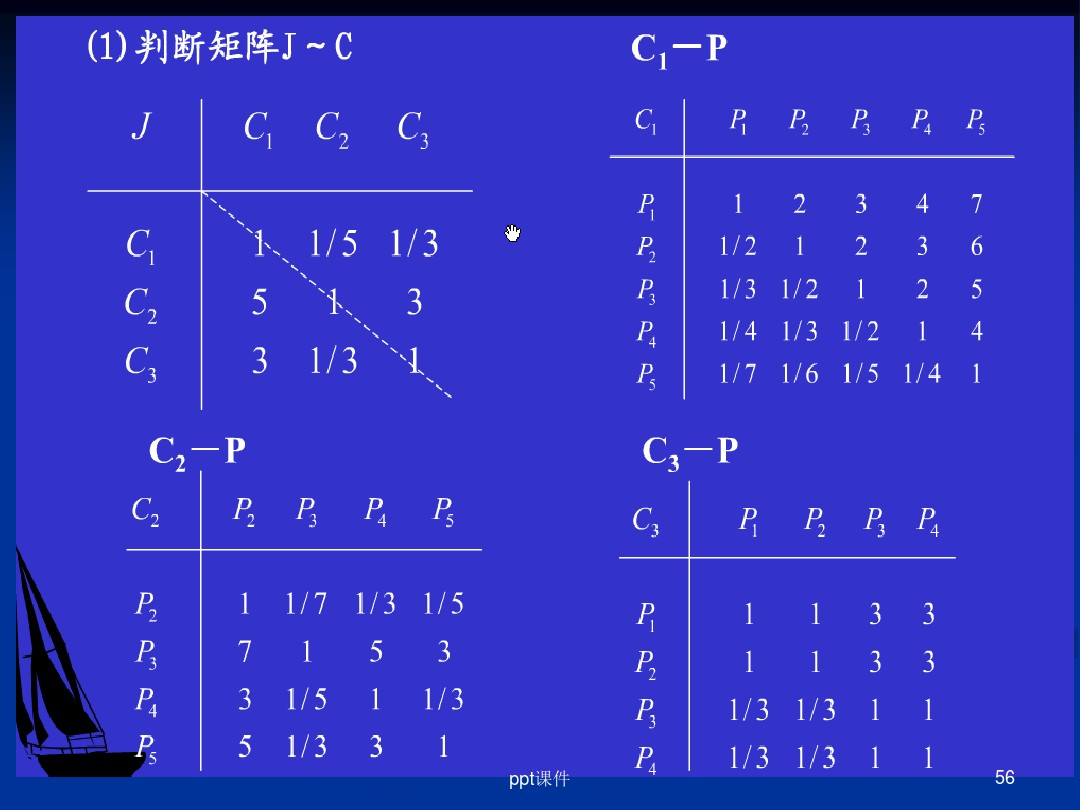 (1)判断矩阵J～C
J C₁ C₂ C₃
C₁ 1 1/5 1/3
C₂ 5 1 3
C₃ 3 1/3 1
C₁－P
C₁ P₁ P₂ P₃ P₄ P₅
P₁ 1 2 3 4 7
P₂ 1/2 1 2 3 6
P₃ 1/3 1/2 1 2 5
P₄ 1/4 1/3 1/2 1 4
P₅ 1/7 1/6 1/5 1/4 1
C₂－P
C₂ P₂ P₃ P₄ P₅
P₂ 1 1/7 1/3 1/5
P₃ 7 1 5 3
P₄ 3 1/5 1 1/3
P₅ 5 1/3 3 1
C₃－P
C₃ P₁ P₂ P₃ P₄
P₁ 1 1 3 3
P₂ 1 1 3 3
P₃ 1/3 1/3 1 1
P₄ 1/3 1/3 1 1
ppt课件
56